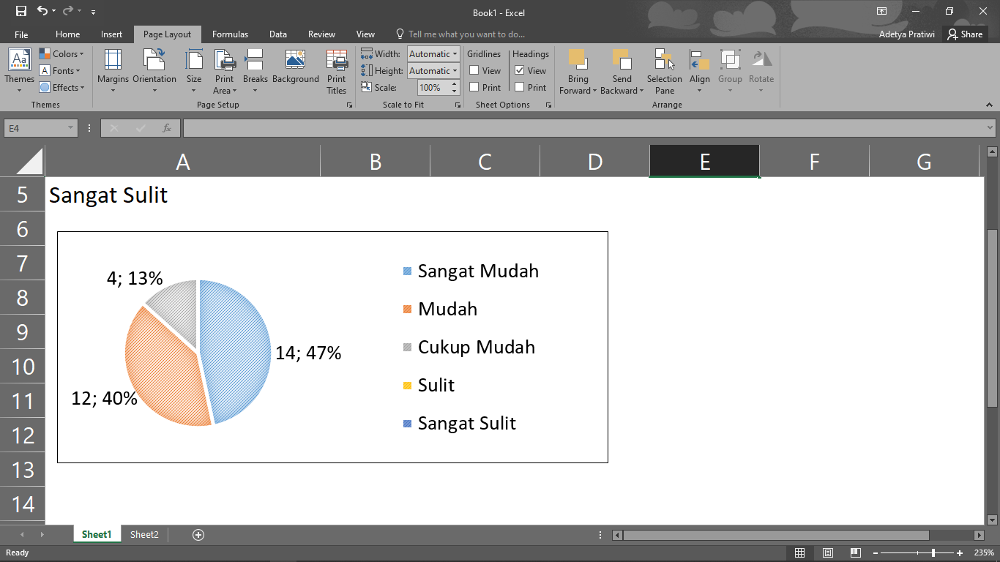 Book1 - Excel
File Home Insert Page Layout Formulas Data Review View Tell me what you want to do... Adetya Pratiwi Share
Themes
Colors
Fonts
Effects
Themes
Margins Orientation Size Print Area Breaks Background Print Titles
Page Setup
Width: Automatic
Height: Automatic
Scale: 100%
Scale to Fit
Gridlines Headings
View View
Print Print
Sheet Options
Bring Forward Send Backward Selection Pane Align Group Rotate
Arrange
E4 fx
A B C D E F G
5 Sangat Sulit
6
7
8
9
10
11
12
13
14
4; 13%
14; 47%
12; 40%
Sangat Mudah
Mudah
Cukup Mudah
Sulit
Sangat Sulit
Sheet1 Sheet2
Ready 235%